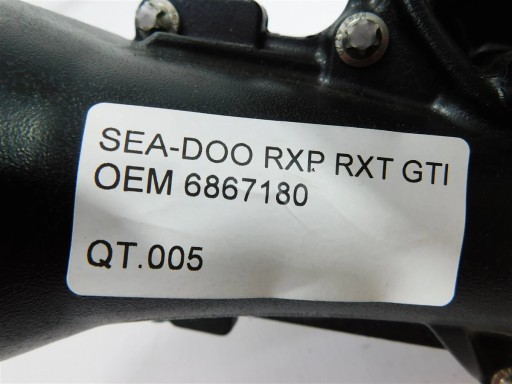 SEA-DOO RXP RXT GTI
OEM 6867180
QT.005